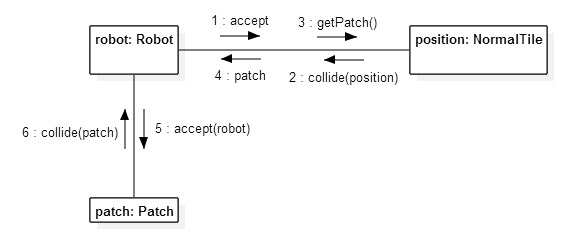 1 : accept
3 : getPatch()
robot: Robot
position: NormalTile
4 : patch
2 : collide(position)
6 : collide(patch)
5 : accept(robot)
patch: Patch